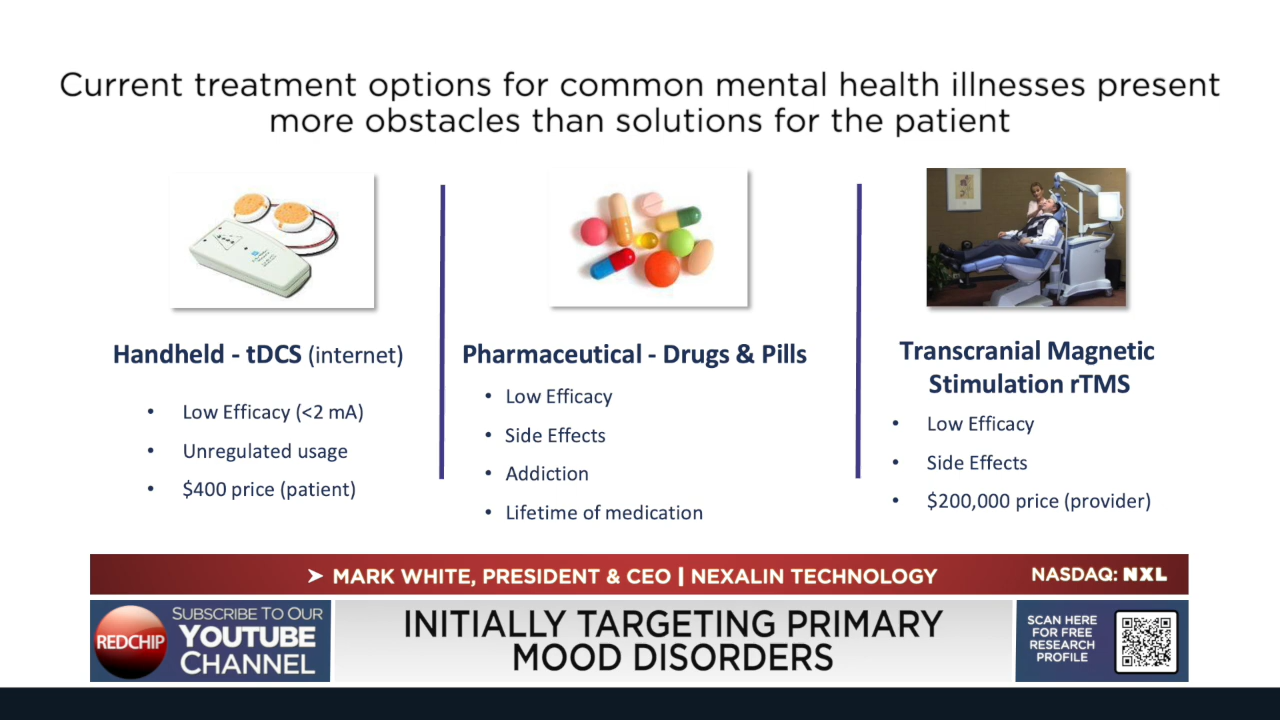 Current treatment options for common mental health illnesses present
more obstacles than solutions for the patient
Handheld - tDCS (internet)
• Low Efficacy (<2 mA)
• Unregulated usage
• $400 price (patient)
Pharmaceutical - Drugs & Pills
• Low Efficacy
• Side Effects
• Addiction
• Lifetime of medication
Transcranial Magnetic
Stimulation rTMS
• Low Efficacy
• Side Effects
• $200,000 price (provider)
➤ MARK WHITE, PRESIDENT & CEO | NEXALIN TECHNOLOGY
NASDAQ: NXL
REDCHIP
SUBSCRIBE TO OUR
YOUTUBE
CHANNEL
INITIALLY TARGETING PRIMARY
MOOD DISORDERS
SCAN HERE
FOR FREE
RESEARCH
PROFILE